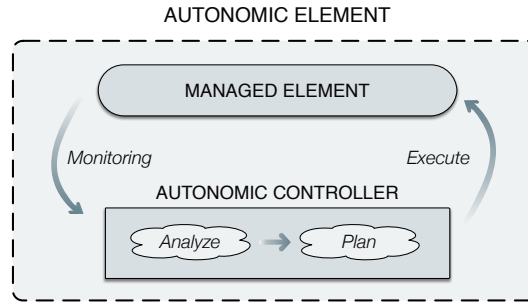 AUTONOMIC ELEMENT
MANAGED ELEMENT
Monitoring
Execute
AUTONOMIC CONTROLLER
Analyze
Plan